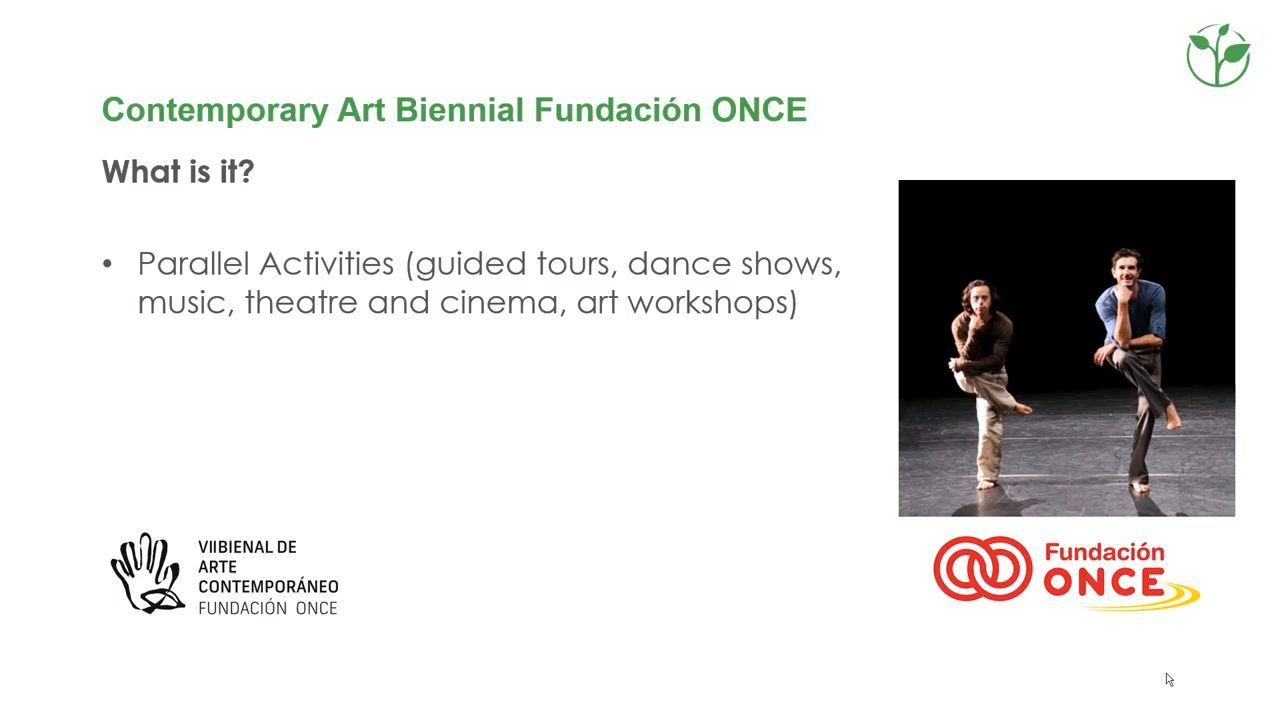 Contemporary Art Biennial Fundación ONCE
What is it?
• Parallel Activities (guided tours, dance shows,
music, theatre and cinema, art workshops)
VIIBIENAL DE
ARTE
CONTEMPORÁNEO
FUNDACIÓN ONCE
Fundación
ONCE